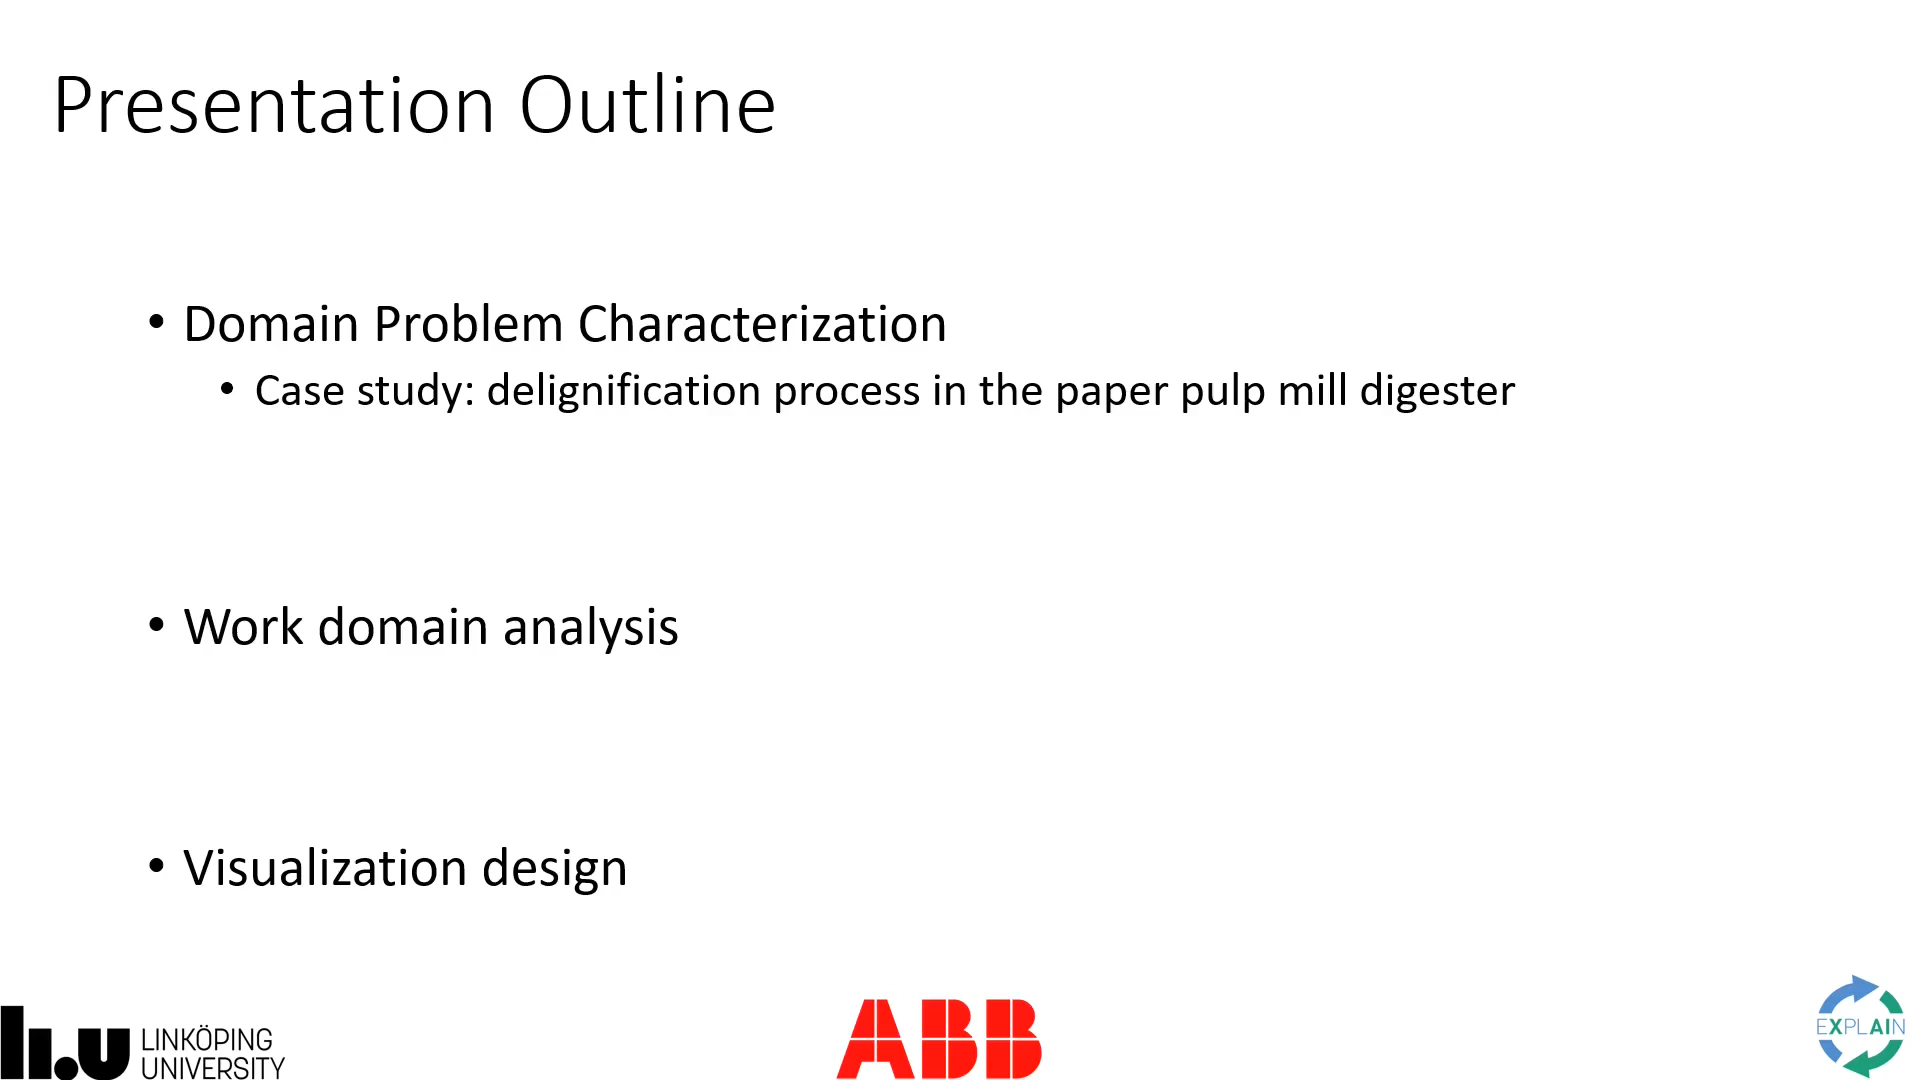 Presentation Outline
• Domain Problem Characterization
• Case study: delignification process in the paper pulp mill digester
• Work domain analysis
• Visualization design
li.u LINKÖPING
UNIVERSITY
ABB
EXPLAIN